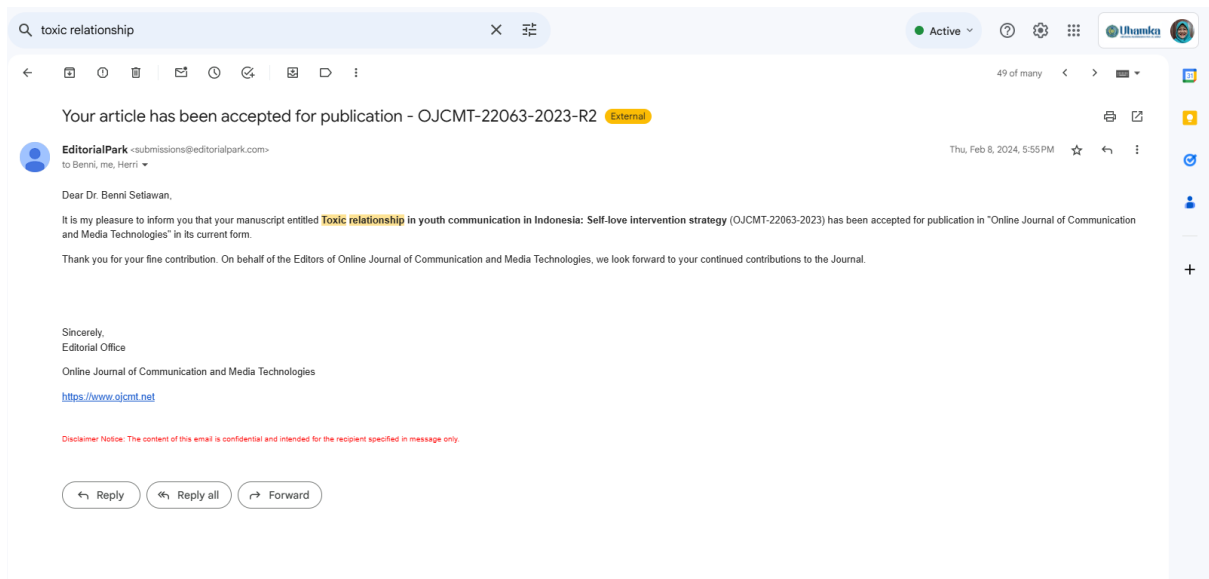 toxic relationship
Active
Uhamka
49 of many
31
Your article has been accepted for publication - OJCMT-22063-2023-R2 External
EditorialPark <submissions@editorialpark.com>
Thu, Feb 8, 2024, 5:55 PM
to Benni, me, Herri
Dear Dr. Benni Setiawan,
It is my pleasure to inform you that your manuscript entitled Toxic relationship in youth communication in Indonesia: Self-love intervention strategy (OJCMT-22063-2023) has been accepted for publication in "Online Journal of Communication
and Media Technologies" in its current form.
Thank you for your fine contribution. On behalf of the Editors of Online Journal of Communication and Media Technologies, we look forward to your continued contributions to the Journal.
Sincerely,
Editorial Office
Online Journal of Communication and Media Technologies
https://www.ojcmt.net
Disclaimer Notice: The content of this email is confidential and intended for the recipient specified in message only.
Reply Reply all Forward